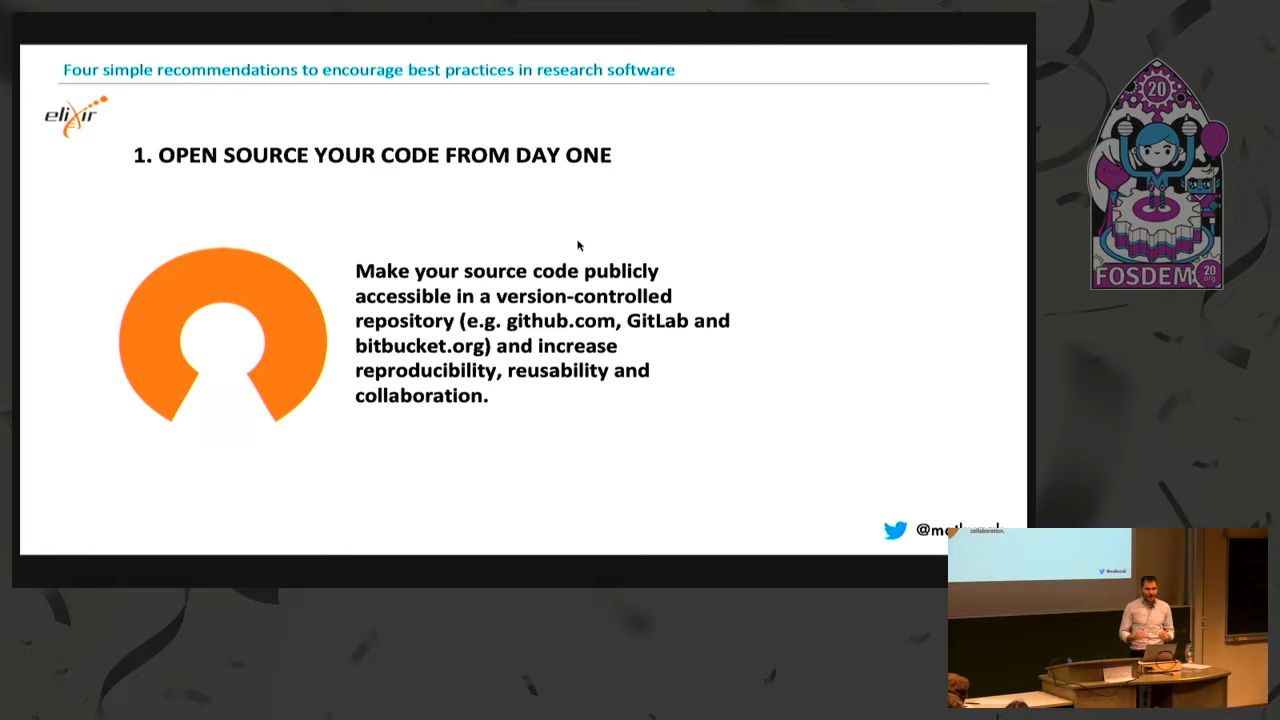 Four simple recommendations to encourage best practices in research software
elixir
1. OPEN SOURCE YOUR CODE FROM DAY ONE
Make your source code publicly
accessible in a version-controlled
repository (e.g. github.com, GitLab and
bitbucket.org) and increase
reproducibility, reusability and
collaboration.
20
FOSDEM
20
.org
collaboration.